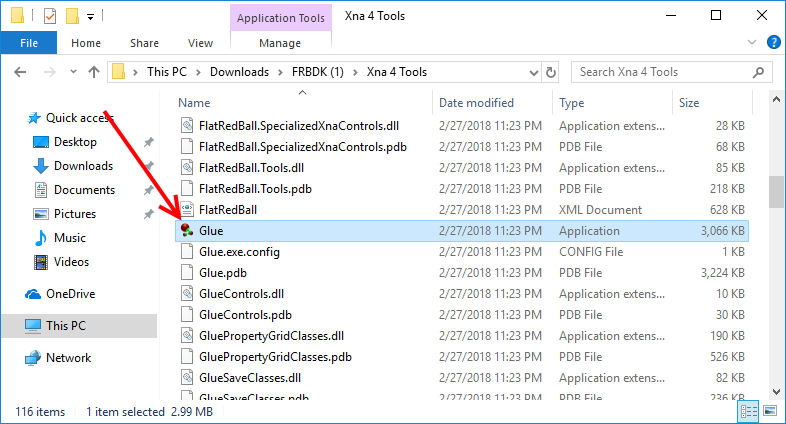 Application Tools Xna 4 Tools
File Home Share View Manage
This PC Downloads FRBDK (1) Xna 4 Tools Search Xna 4 Tools
Name Date modified Type Size
Quick access
Desktop
Downloads
Documents
Pictures
Music
Videos
OneDrive
This PC
Network
FlatRedBall.SpecializedXnaControls.dll 2/27/2018 11:23 PM Application extens... 28 KB
FlatRedBall.SpecializedXnaControls.pdb 2/27/2018 11:23 PM PDB File 68 KB
FlatRedBall.Tools.dll 2/27/2018 11:23 PM Application extens... 85 KB
FlatRedBall.Tools.pdb 2/27/2018 11:23 PM PDB File 218 KB
FlatRedBall 2/27/2018 11:23 PM XML Document 628 KB
Glue 2/27/2018 11:23 PM Application 3,066 KB
Glue.exe.config 2/27/2018 11:23 PM CONFIG File 1 KB
Glue.pdb 2/27/2018 11:23 PM PDB File 3,224 KB
GlueControls.dll 2/27/2018 11:23 PM Application extens... 10 KB
GlueControls.pdb 2/27/2018 11:23 PM PDB File 30 KB
GluePropertyGridClasses.dll 2/27/2018 11:23 PM Application extens... 190 KB
GluePropertyGridClasses.pdb 2/27/2018 11:23 PM PDB File 526 KB
GlueSaveClasses.dll 2/27/2018 11:23 PM Application extens... 82 KB
GlueSaveClasses.pdb 2/27/2018 11:23 PM PDB File 236 KB
116 items 1 item selected 2.99 MB